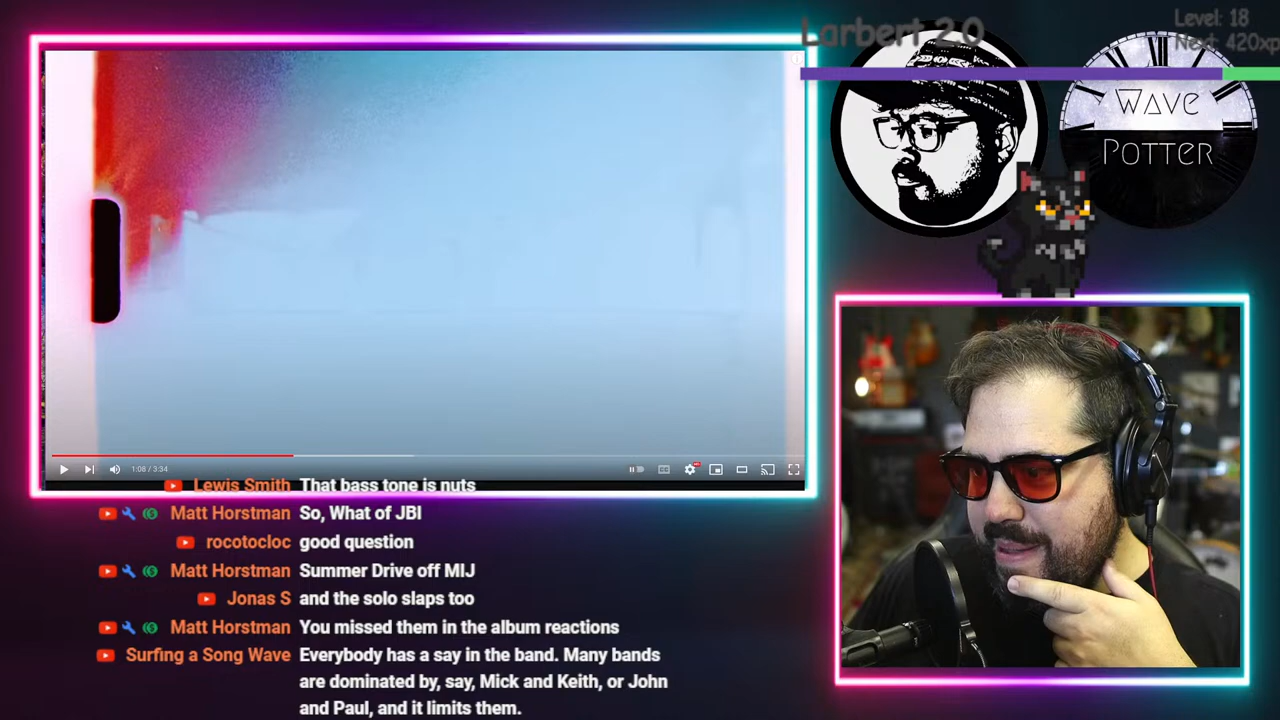 Larbert 2.0
Level: 18
Next: 420xp
WAVE
POTTER
1:08 / 3:34
Lewis Smith That bass tone is nuts
Matt Horstman So, What of JBI
rocotocloc good question
Matt Horstman Summer Drive off MIJ
Jonas S and the solo slaps too
Matt Horstman You missed them in the album reactions
Surfing a Song Wave Everybody has a say in the band. Many bands
are dominated by, say, Mick and Keith, or John
and Paul, and it limits them.